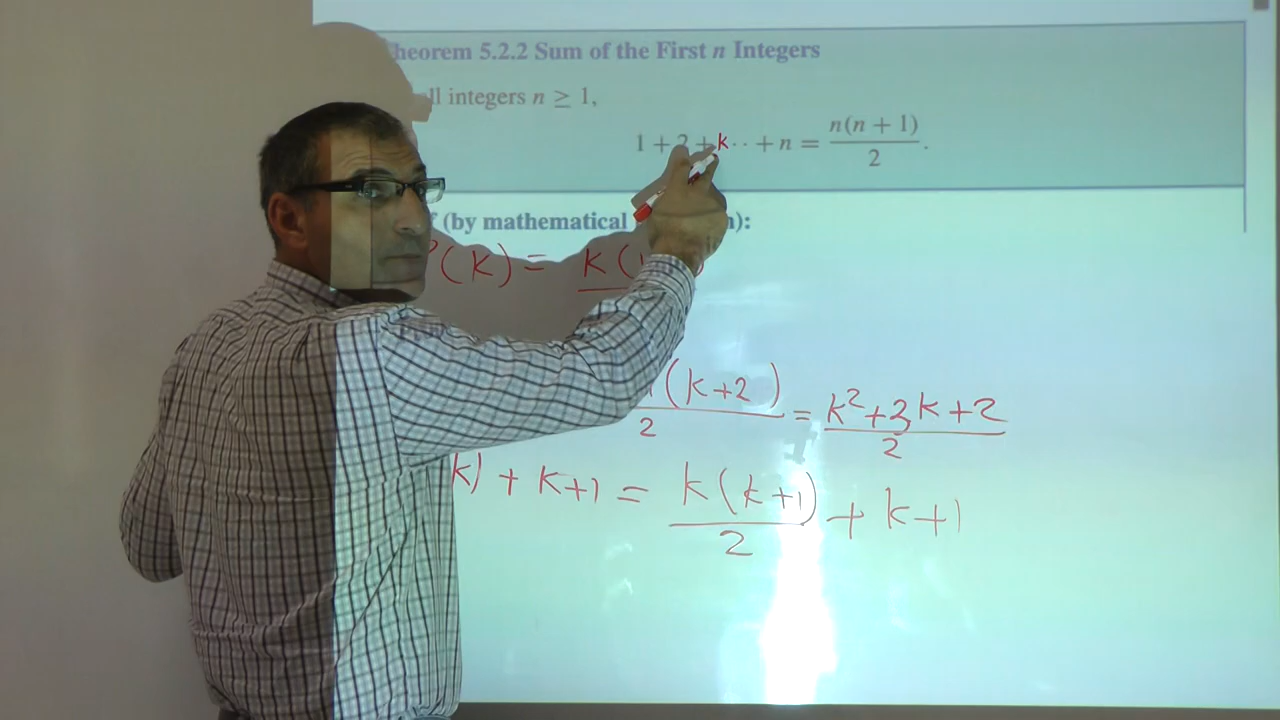 heorem 5.2.2 Sum of the First n Integers
ll integers n ≥ 1,
1 + 2 + k ·· + n = n(n + 1) / 2 .
(by mathematical
):
P(k) = k(
(k+2) / 2 = k²+3k+2 / 2
k) + k+1 = k(k+1) / 2 + k+1